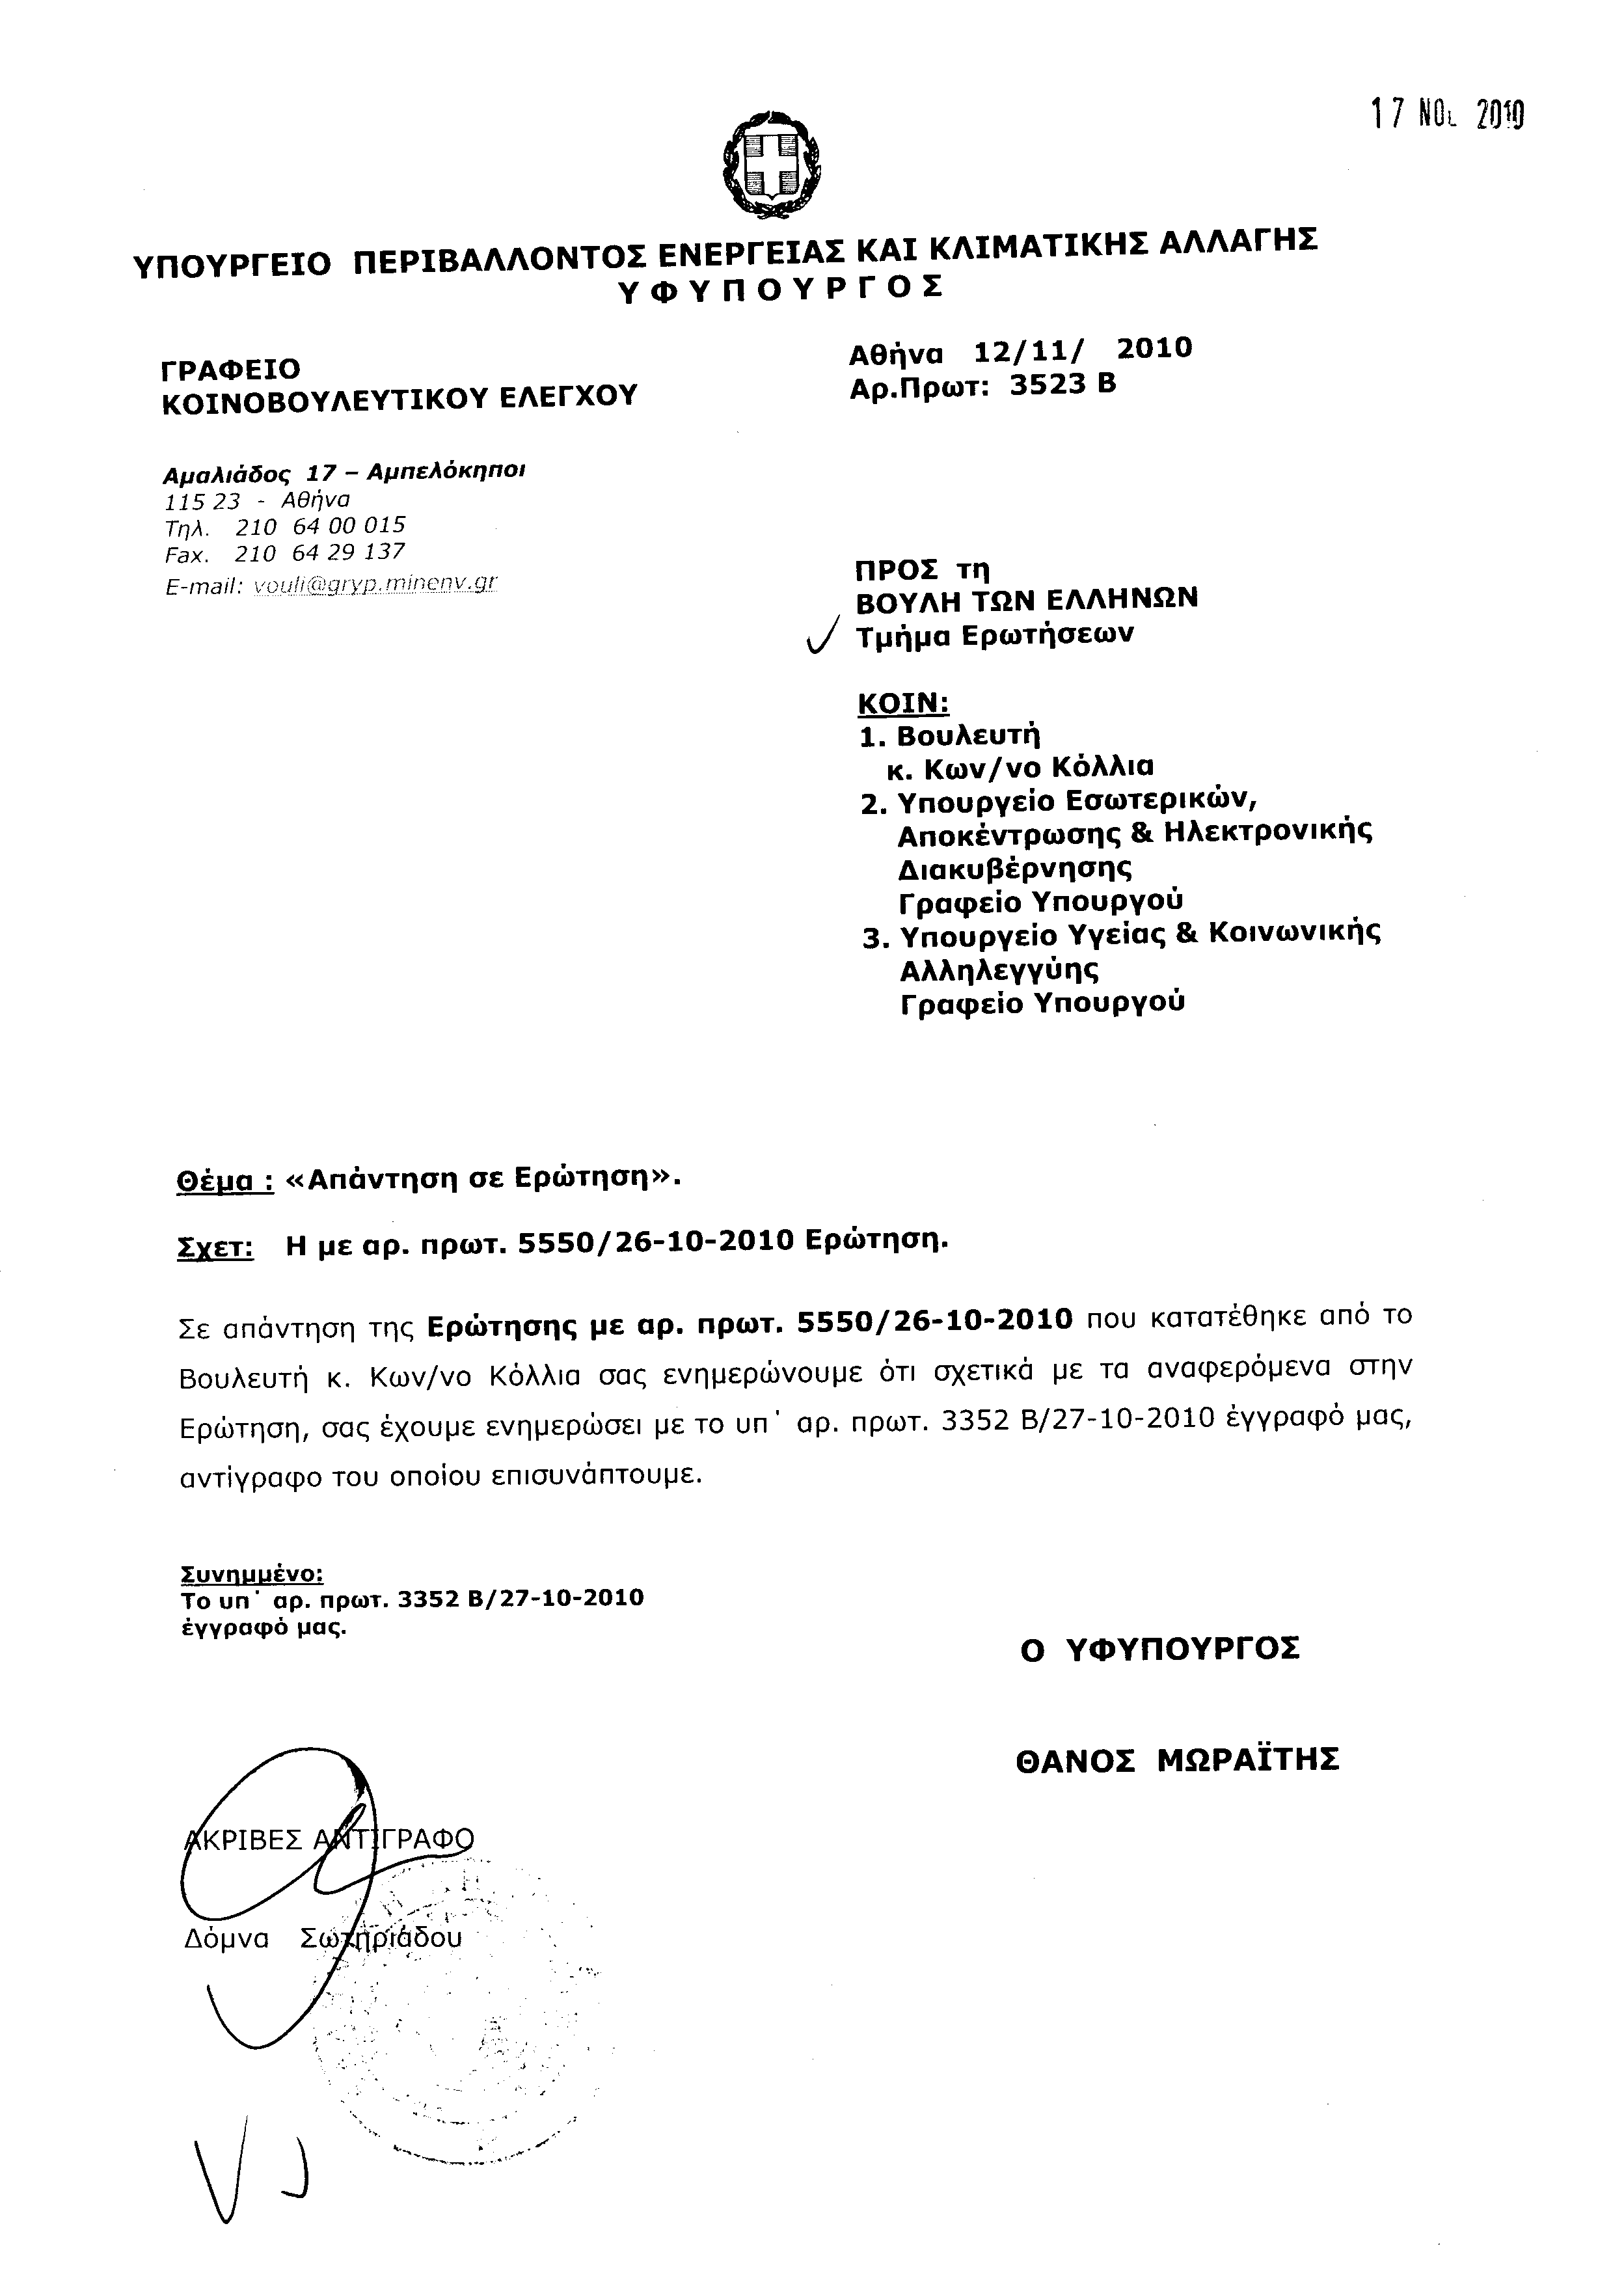 17 ΝΟΕ 2010
ΥΠΟΥΡΓΕΙΟ ΠΕΡΙΒΑΛΛΟΝΤΟΣ ΕΝΕΡΓΕΙΑΣ ΚΑΙ ΚΛΙΜΑΤΙΚΗΣ ΑΛΛΑΓΗΣ
ΥΦΥΠΟΥΡΓΟΣ
ΓΡΑΦΕΙΟ
ΚΟΙΝΟΒΟΥΛΕΥΤΙΚΟΥ ΕΛΕΓΧΟΥ
Αθήνα 12/11/ 2010
Αρ.Πρωτ: 3523 Β
Αμαλιάδος 17 – Αμπελόκηποι
115 23 - Αθήνα
Τηλ. 210 64 00 015
Fax. 210 64 29 137
E-mail: vouli@gryp.minenv.gr
ΠΡΟΣ τη
ΒΟΥΛΗ ΤΩΝ ΕΛΛΗΝΩΝ
Τμήμα Ερωτήσεων
ΚΟΙΝ:
1. Βουλευτή
κ. Κων/νο Κόλλια
2. Υπουργείο Εσωτερικών,
Αποκέντρωσης & Ηλεκτρονικής
Διακυβέρνησης
Γραφείο Υπουργού
3. Υπουργείο Υγείας & Κοινωνικής
Αλληλεγγύης
Γραφείο Υπουργού
Θέμα : «Απάντηση σε Ερώτηση».
Σχετ: Η με αρ. πρωτ. 5550/26-10-2010 Ερώτηση.
Σε απάντηση της Ερώτησης με αρ. πρωτ. 5550/26-10-2010 που κατατέθηκε από το
Βουλευτή κ. Κων/νο Κόλλια σας ενημερώνουμε ότι σχετικά με τα αναφερόμενα στην
Ερώτηση, σας έχουμε ενημερώσει με το υπ' αρ. πρωτ. 3352 Β/27-10-2010 έγγραφό μας,
αντίγραφο του οποίου επισυνάπτουμε.
Συνημμένο:
Το υπ' αρ. πρωτ. 3352 Β/27-10-2010
έγγραφό μας.
Ο ΥΦΥΠΟΥΡΓΟΣ
ΘΑΝΟΣ ΜΩΡΑΪΤΗΣ
ΑΚΡΙΒΕΣ ΑΝΤΙΓΡΑΦΟ
Δόμνα Σωτηριάδου